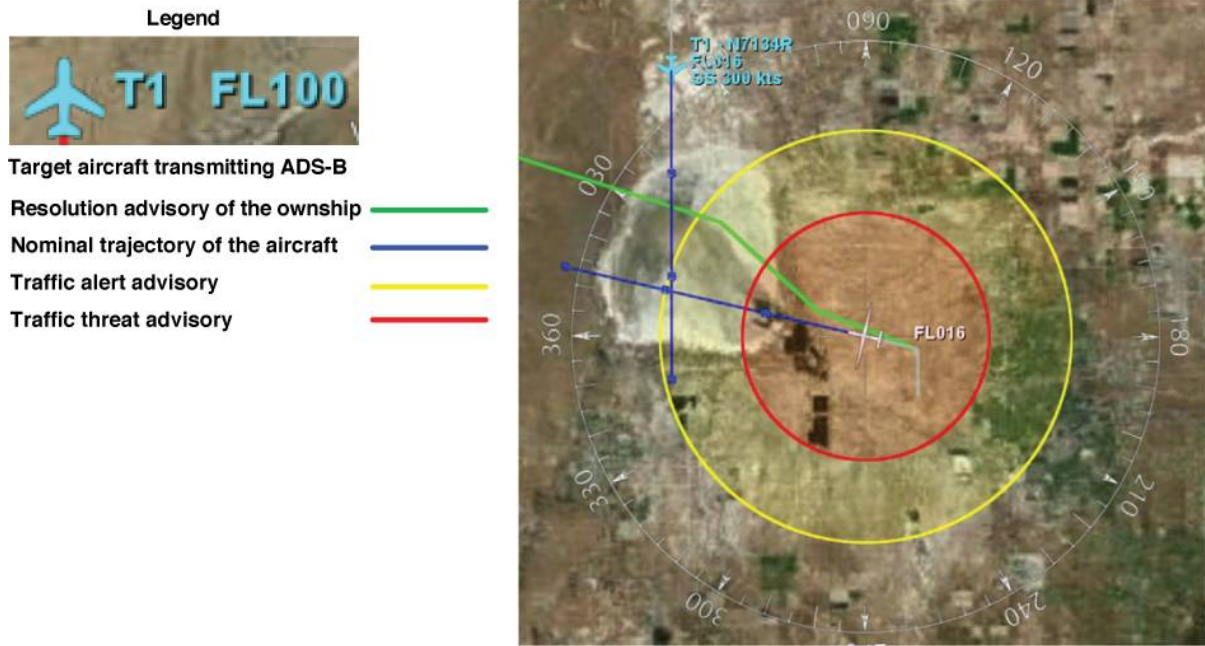 Legend
T1 FL100
Target aircraft transmitting ADS-B
Resolution advisory of the ownship
Nominal trajectory of the aircraft
Traffic alert advisory
Traffic threat advisory
090
T1 N7134R
FL016
GS 300 kts
120
030
150
360
FL016
180
330
210
300
240